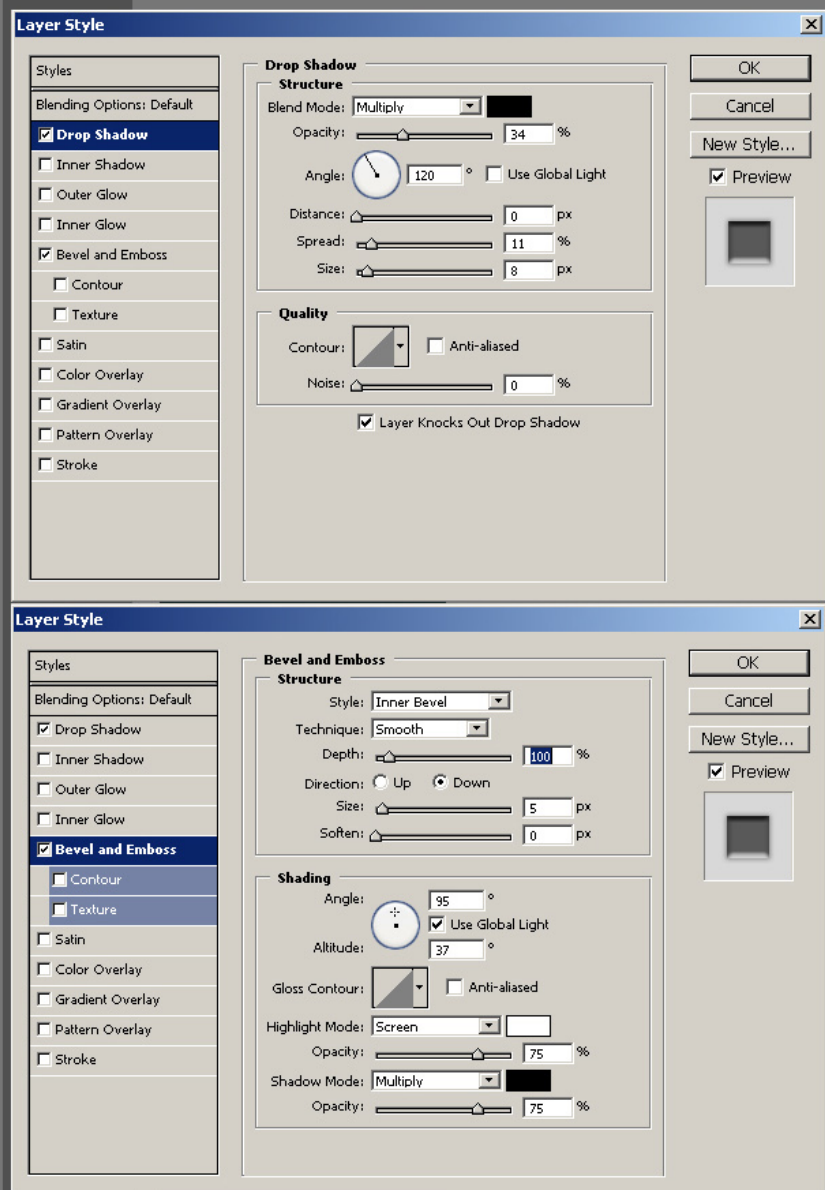 Layer Style
Styles
Blending Options: Default
Drop Shadow
Inner Shadow
Outer Glow
Inner Glow
Bevel and Emboss
Contour
Texture
Satin
Color Overlay
Gradient Overlay
Pattern Overlay
Stroke
Drop Shadow
Structure
Blend Mode: Multiply
Opacity: 34 %
Angle: 120 ° Use Global Light
Distance: 0 px
Spread: 11 %
Size: 8 px
Quality
Contour: Anti-aliased
Noise: 0 %
Layer Knocks Out Drop Shadow
OK
Cancel
New Style...
Preview
Layer Style
Styles
Blending Options: Default
Drop Shadow
Inner Shadow
Outer Glow
Inner Glow
Bevel and Emboss
Contour
Texture
Satin
Color Overlay
Gradient Overlay
Pattern Overlay
Stroke
Bevel and Emboss
Structure
Style: Inner Bevel
Technique: Smooth
Depth: 100 %
Direction: Up Down
Size: 5 px
Soften: 0 px
Shading
Angle: 95 °
Use Global Light
Altitude: 37 °
Gloss Contour: Anti-aliased
Highlight Mode: Screen
Opacity: 75 %
Shadow Mode: Multiply
Opacity: 75 %
OK
Cancel
New Style...
Preview